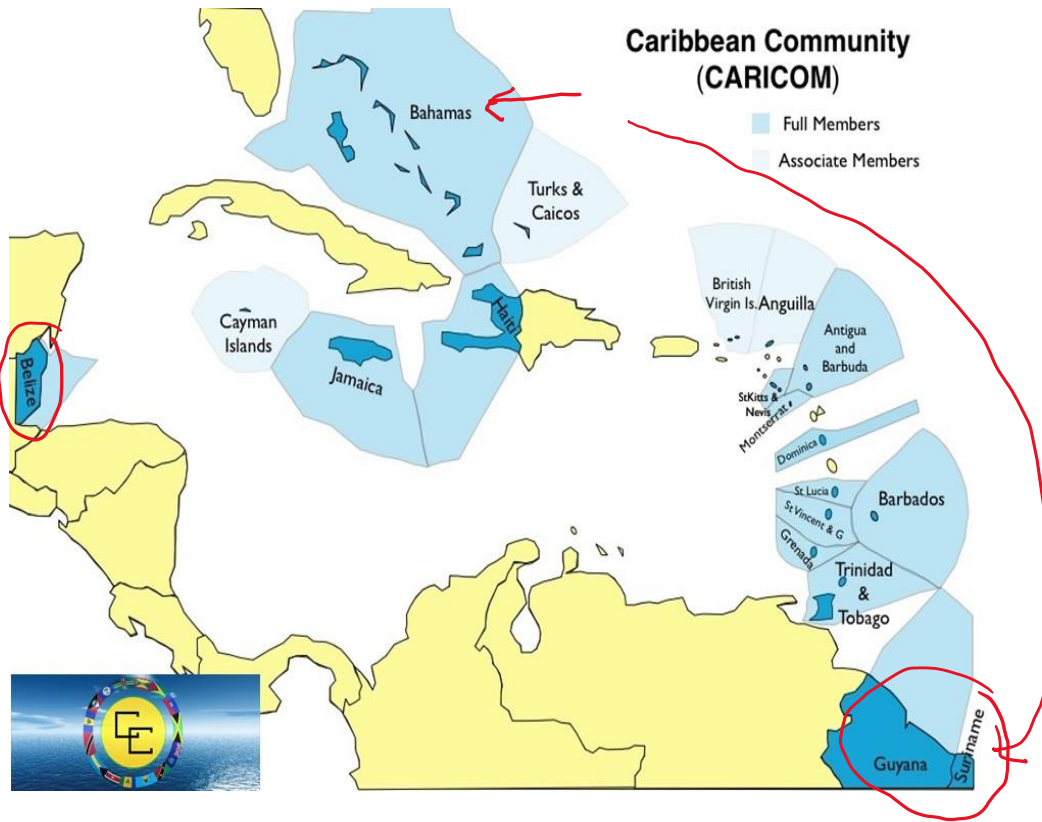 Caribbean Community
(CARICOM)
Full Members
Associate Members
Bahamas
Turks &
Caicos
British
Virgin Is.
Anguilla
Antigua
and
Barbuda
Cayman
Islands
Haiti
Jamaica
Belize
StKitts &
Nevis
Montserrat
Dominica
St Lucia
St Vincent & G
Barbados
Grenada
Trinidad
&
Tobago
Guyana
Suriname
CC